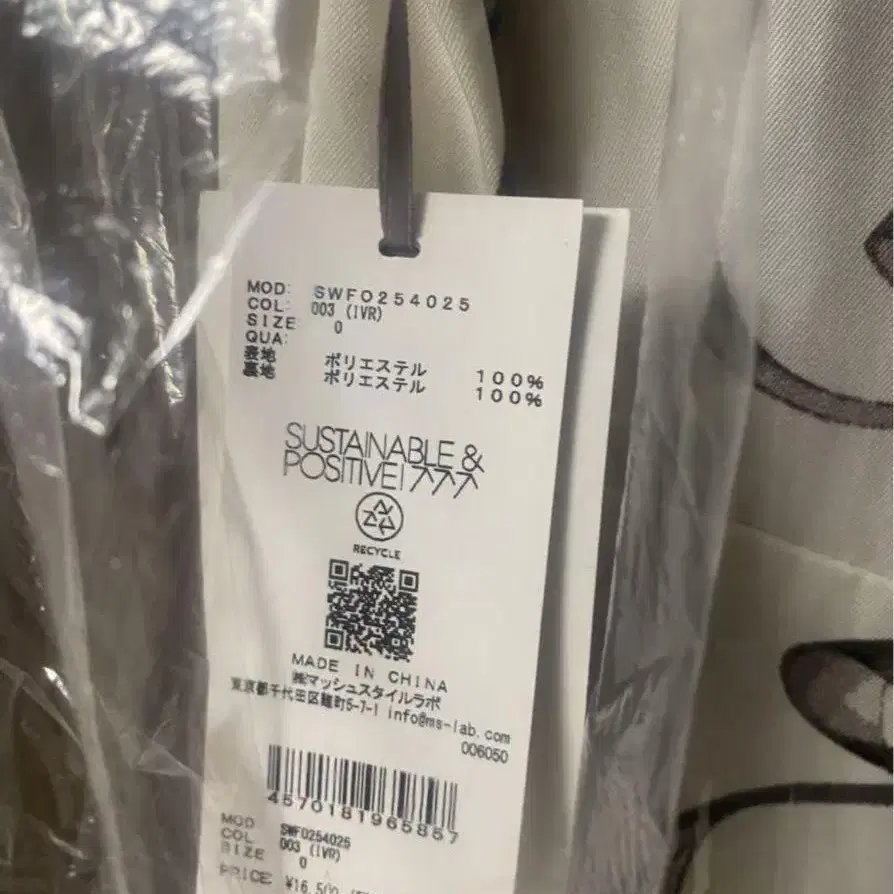 MOD: SWFO254025
COL: 003 (IVR)
SIZE 0
QUA:
表地 ポリエステル 100%
裏地 ポリエステル 100%
SUSTAINABLE &
POSITIVE!
RECYCLE
MADE IN CHINA
㈱マッシュスタイルラボ
東京都千代田区麹町5-7-1 info@ms-lab.com
006050
4570181965857
MOD SWFO254025
COL 003 (IVR)
SIZE 0
PRICE: ¥16,500